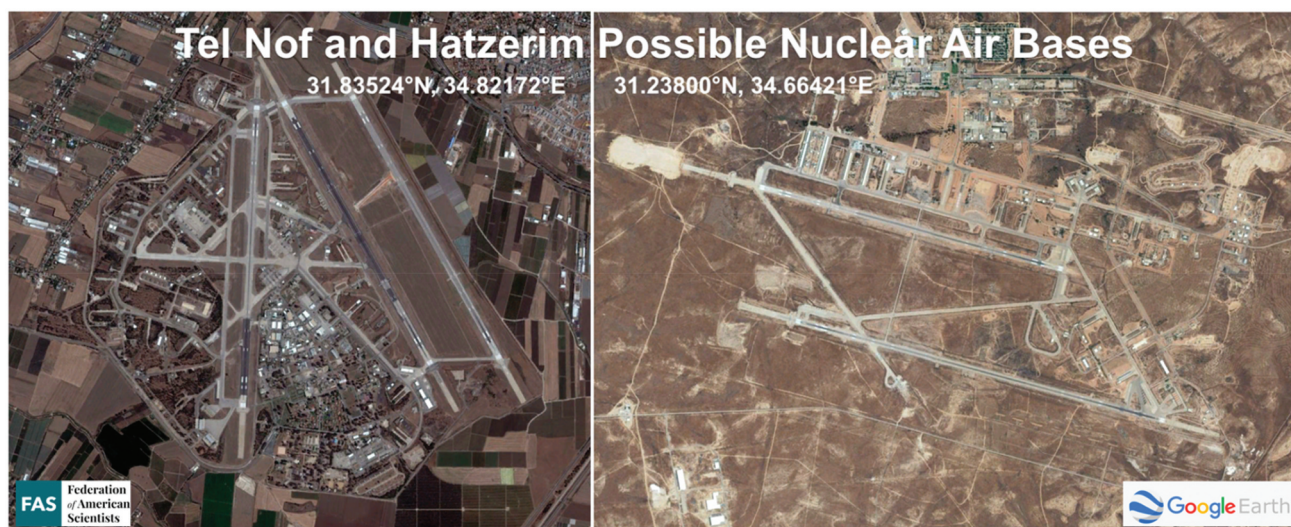 Tel Nof and Hatzerim Possible Nuclear Air Bases
31.83524°N, 34.82172°E
31.23800°N, 34.66421°E
FAS
Federation
of American
Scientists
Google Earth